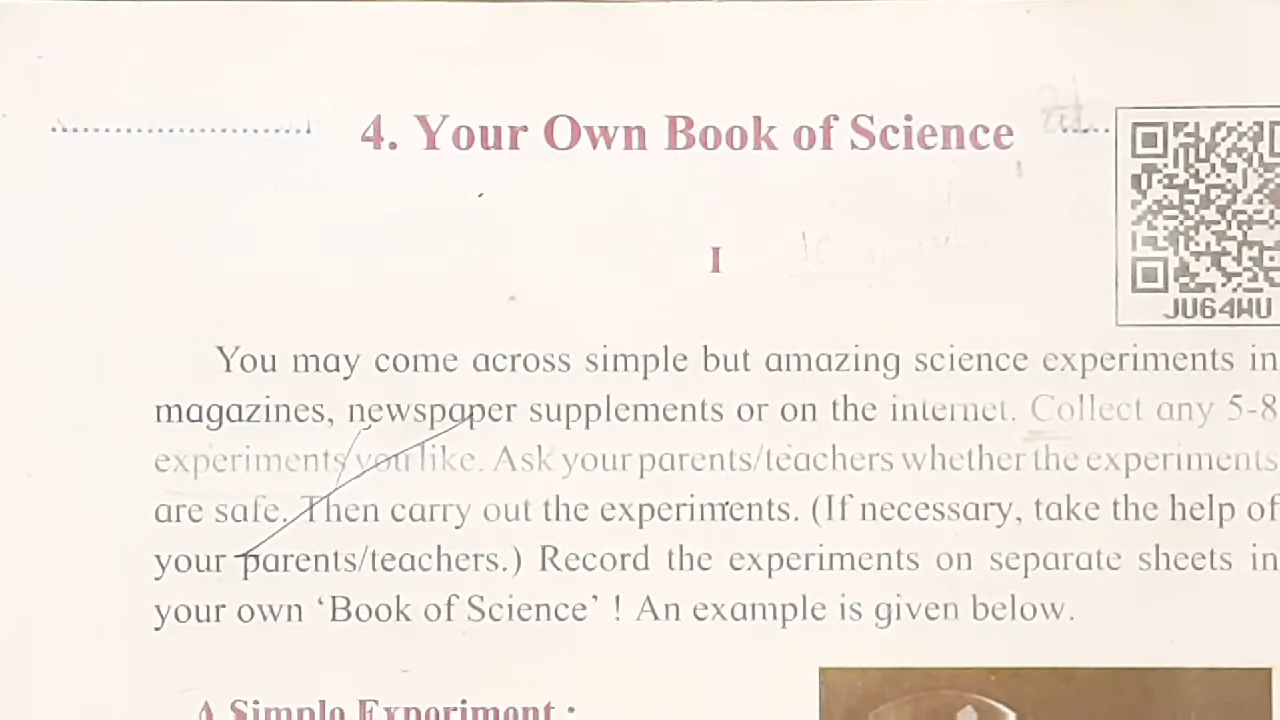 4. Your Own Book of Science
I
JU64WU
You may come across simple but amazing science experiments in
magazines, newspaper supplements or on the internet. Collect any 5-8
experiments you like. Ask your parents/teachers whether the experiments
are safe. Then carry out the experiments. (If necessary, take the help of
your parents/teachers.) Record the experiments on separate sheets in
your own ‘Book of Science’ ! An example is given below.
A Simple Experiment :